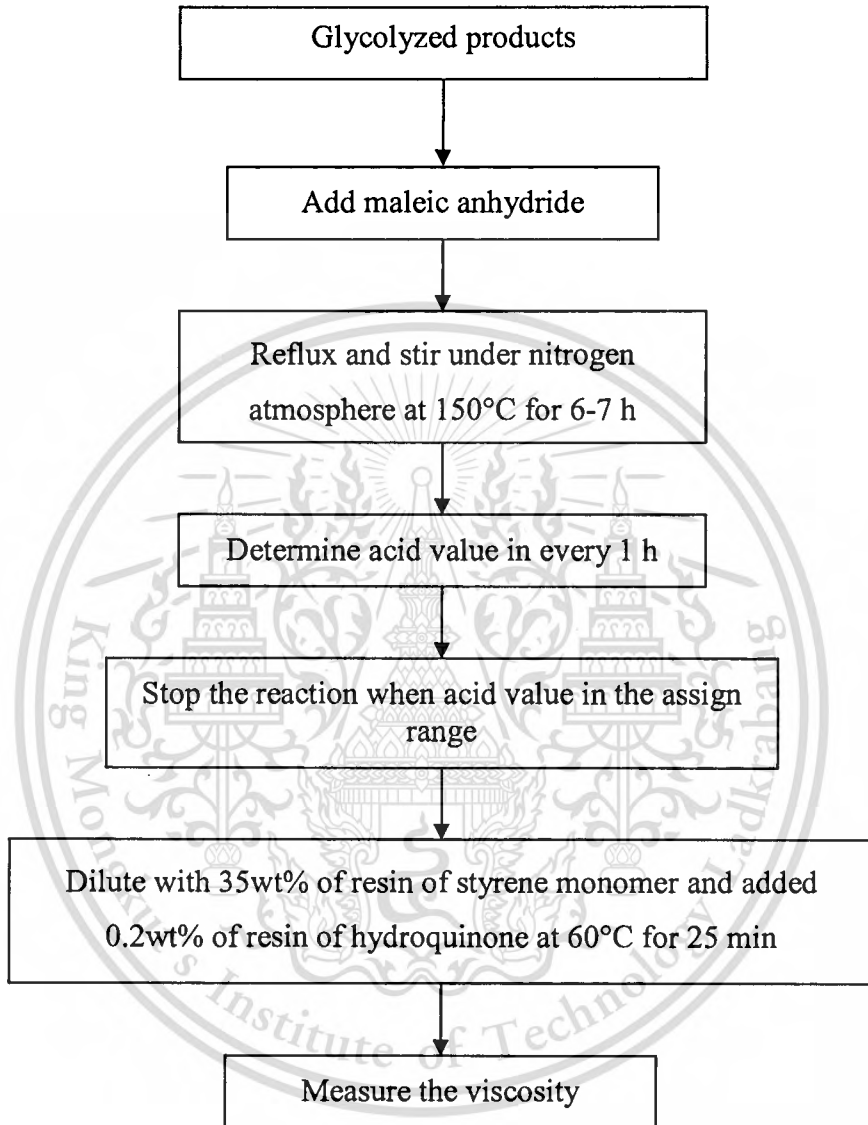 Glycolyzed products
Add maleic anhydride
Reflux and stir under nitrogen
atmosphere at 150°C for 6-7 h
Determine acid value in every 1 h
Stop the reaction when acid value in the assign
range
Dilute with 35wt% of resin of styrene monomer and added
0.2wt% of resin of hydroquinone at 60°C for 25 min
Measure the viscosity
King Mongkut's Institute of Technology Ladkrabang